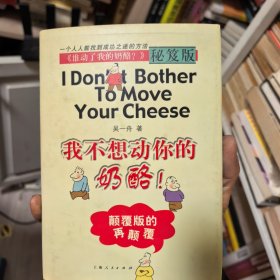 一个人人能找到成功之道的方法
《谁动了我的奶酪？》秘笈版
I Don't Bother
To Move
Your Cheese
吴一舟 著
我不想动你的
奶酪！
颠覆版的
再颠覆
上海人民出版社